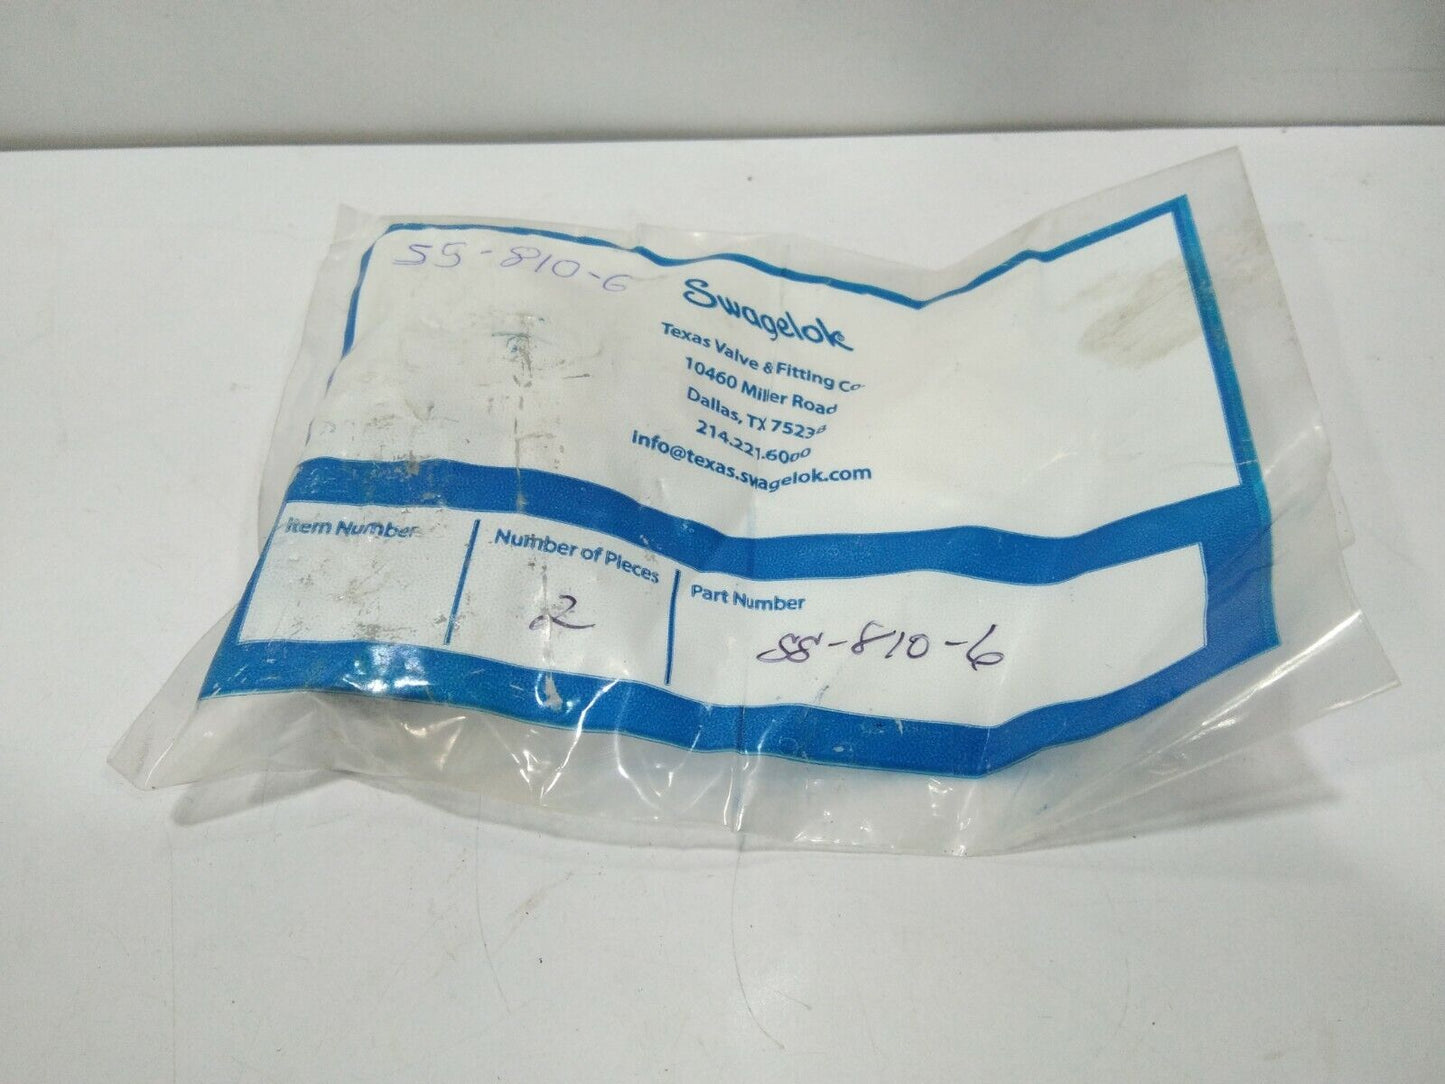 SS-810-6
Swagelok
Texas Valve & Fitting Co.
10460 Miller Road
Dallas, TX 75238
214.221.6000
info@texas.swagelok.com
Item Number
Number of Pieces
Part Number
2
SS-810-6